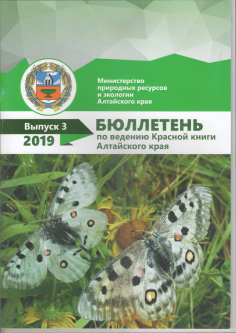 Министерство
природных ресурсов
и экологии
Алтайского края
Выпуск 3
2019
БЮЛЛЕТЕНЬ
по ведению Красной книги
Алтайского края